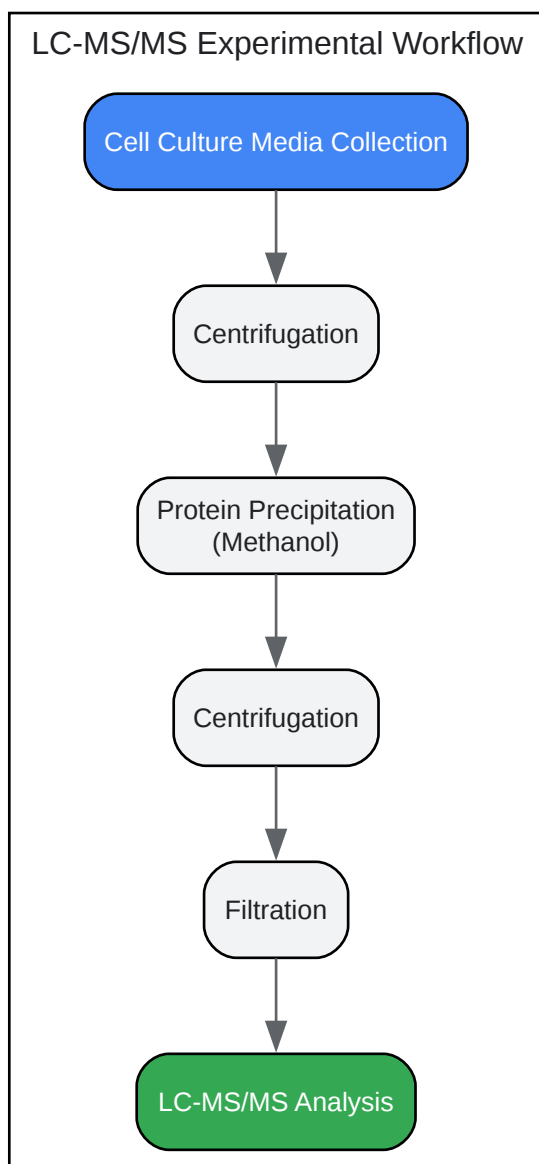 LC-MS/MS Experimental Workflow
Cell Culture Media Collection
Centrifugation
Protein Precipitation
(Methanol)
Centrifugation
Filtration
LC-MS/MS Analysis